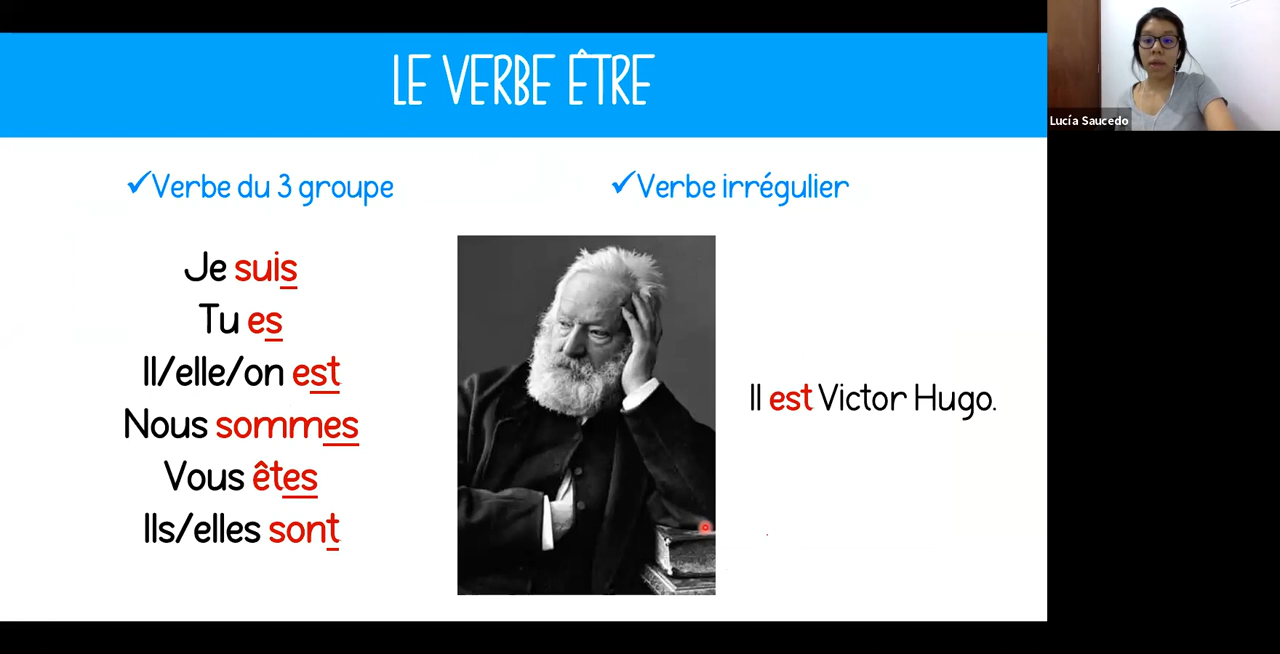 LE VERBE ÊTRE
Lucía Saucedo
✓Verbe du 3 groupe
✓Verbe irrégulier
Je suis
Tu es
Il/elle/on est
Nous sommes
Vous êtes
Ils/elles sont
Il est Victor Hugo.